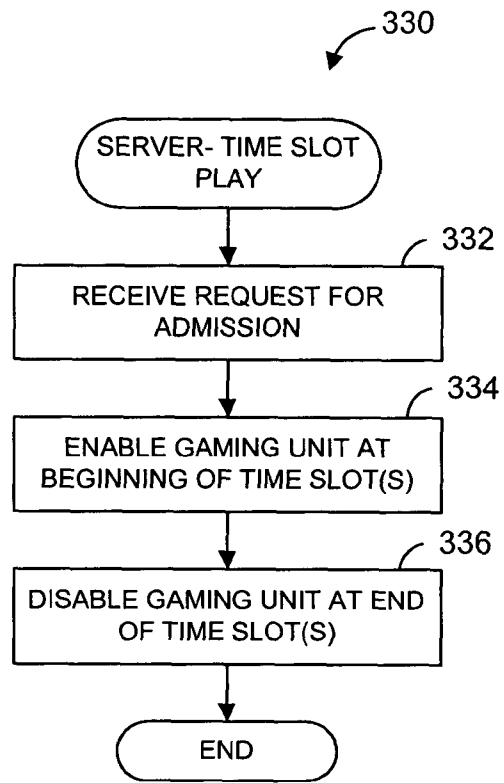 330
SERVER- TIME SLOT
PLAY
332
RECEIVE REQUEST FOR
ADMISSION
334
ENABLE GAMING UNIT AT
BEGINNING OF TIME SLOT(S)
336
DISABLE GAMING UNIT AT END
OF TIME SLOT(S)
END